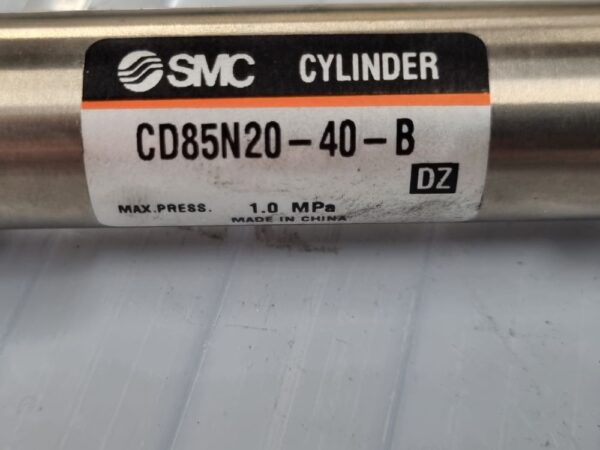 SMC CYLINDER
CD85N20-40-B
DZ
MAX.PRESS. 1.0 MPa
MADE IN CHINA